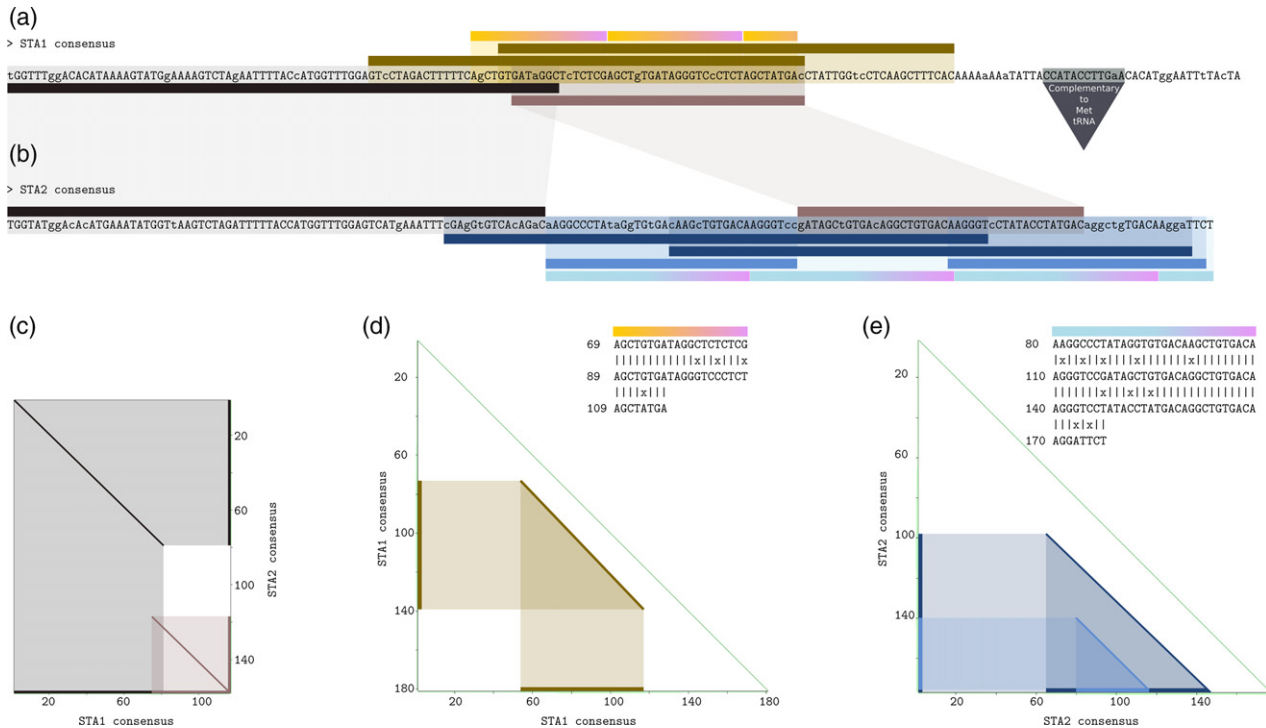 (a)
> STA1 consensus
tGGTTTggACACATAAAAGTATGgAAAAGTCTAgAATTTTACcATGGTTTGGAGTCcTAGACTTTTTCAgCTGTGATAgGCTcTCTCGAGCTgTGATAGGGTCcCTCTAGCTATGAcCTATTGGtcCTCAAGCTTTCACAAAAaAAaTATTACCATACCTTGaACACATggAATTtTAcTA
Complementary
to
Met
tRNA
(b)
> STA2 consensus
TGGTATggAcAcATGAAATATGGTtAAGTCTAGATTTTTACCATGGTTTGGAGTCATgAAATTTcGAgGtGTCAcAGaCaAGGCCCTAtaGgTGtGAcAAGCTCTGACAAGGGTccgATAGCtGTGAcAGGCTGTGACAAGGGTcCTATACCTATGACaggctgTGACAAggaTTCT
(c)
20
60
100
140
STA2 consensus
20
60
100
STA1 consensus
(d)
69 AGCTGTGATAGGCTCTCTCG
||||||||||||x||x|||x
89 AGCTGTGATAGGGTCCCTCT
||||x|||
109 AGCTATGA
20
60
100
140
180
STA1 consensus
20
60
100
140
180
STA1 consensus
(e)
80 AAGGCCCTATAGGTGTGACAAGCTGTGACA
|x||x||x||||x||||x|||||||||
110 AGGGTCCGATAGCTGTGACAGGCTGTGACA
|||||||x|||x||x|||||||||||||||
140 AGGGTCCTATACCTATGACAGGCTGTGACA
|||x|x||
170 AGGATTCT
20
60
100
140
STA2 consensus
20
60
100
140
STA2 consensus